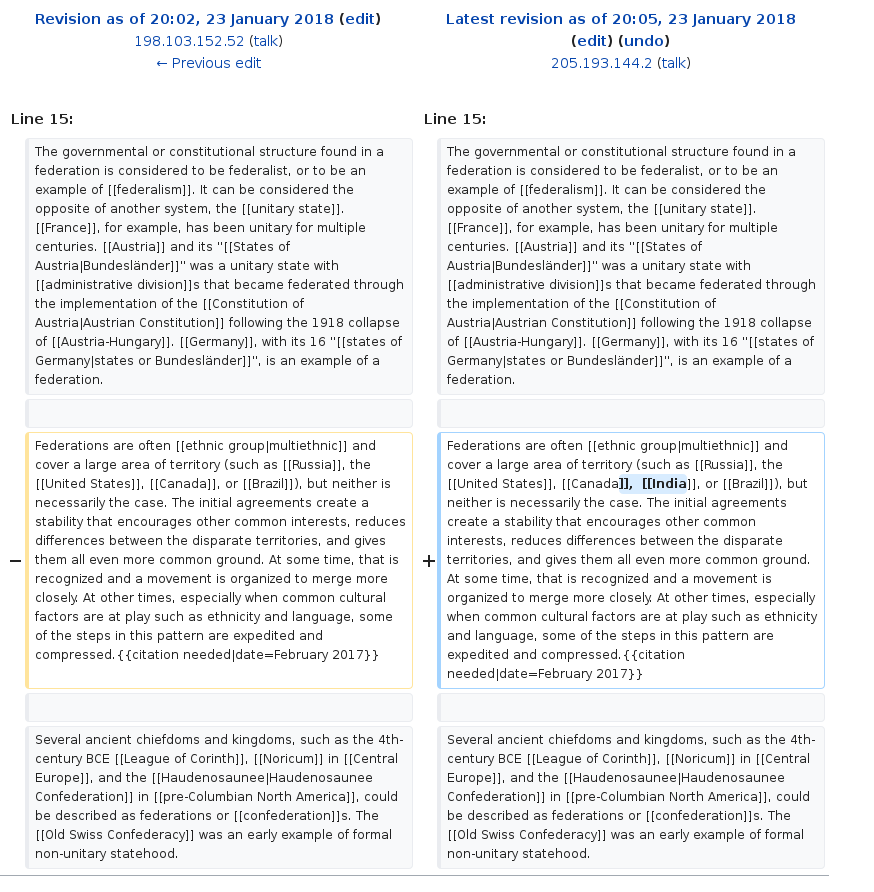 Revision as of 20:02, 23 January 2018 (edit)
198.103.152.52 (talk)
← Previous edit
Latest revision as of 20:05, 23 January 2018
(edit) (undo)
205.193.144.2 (talk)
Line 15:
The governmental or constitutional structure found in a
federation is considered to be federalist, or to be an
example of [[federalism]]. It can be considered the
opposite of another system, the [[unitary state]].
[[France]], for example, has been unitary for multiple
centuries. [[Austria]] and its "[[States of
Austria|Bundesländer]]" was a unitary state with
[[administrative division]]s that became federated through
the implementation of the [[Constitution of
Austria|Austrian Constitution]] following the 1918 collapse
of [[Austria-Hungary]]. [[Germany]], with its 16 "[[states of
Germany|states or Bundesländer]]", is an example of a
federation.
− Federations are often [[ethnic group|multiethnic]] and
cover a large area of territory (such as [[Russia]], the
[[United States]], [[Canada]], or [[Brazil]]), but neither is
necessarily the case. The initial agreements create a
stability that encourages other common interests, reduces
differences between the disparate territories, and gives
them all even more common ground. At some time, that is
recognized and a movement is organized to merge more
closely. At other times, especially when common cultural
factors are at play such as ethnicity and language, some
of the steps in this pattern are expedited and
compressed.{{citation needed|date=February 2017}}
Several ancient chiefdoms and kingdoms, such as the 4th-
century BCE [[League of Corinth]], [[Noricum]] in [[Central
Europe]], and the [[Haudenosaunee|Haudenosaunee
Confederation]] in [[pre-Columbian North America]], could
be described as federations or [[confederation]]s. The
[[Old Swiss Confederacy]] was an early example of formal
non-unitary statehood.
Line 15:
The governmental or constitutional structure found in a
federation is considered to be federalist, or to be an
example of [[federalism]]. It can be considered the
opposite of another system, the [[unitary state]].
[[France]], for example, has been unitary for multiple
centuries. [[Austria]] and its "[[States of
Austria|Bundesländer]]" was a unitary state with
[[administrative division]]s that became federated through
the implementation of the [[Constitution of
Austria|Austrian Constitution]] following the 1918 collapse
of [[Austria-Hungary]]. [[Germany]], with its 16 "[[states of
Germany|states or Bundesländer]]", is an example of a
federation.
+ Federations are often [[ethnic group|multiethnic]] and
cover a large area of territory (such as [[Russia]], the
[[United States]], [[Canada]],  [[India]], or [[Brazil]]), but
neither is necessarily the case. The initial agreements
create a stability that encourages other common
interests, reduces differences between the disparate
territories, and gives them all even more common ground.
At some time, that is recognized and a movement is
organized to merge more closely. At other times, especially
when common cultural factors are at play such as ethnicity
and language, some of the steps in this pattern are
expedited and compressed.{{citation
needed|date=February 2017}}
Several ancient chiefdoms and kingdoms, such as the 4th-
century BCE [[League of Corinth]], [[Noricum]] in [[Central
Europe]], and the [[Haudenosaunee|Haudenosaunee
Confederation]] in [[pre-Columbian North America]], could
be described as federations or [[confederation]]s. The
[[Old Swiss Confederacy]] was an early example of formal
non-unitary statehood.